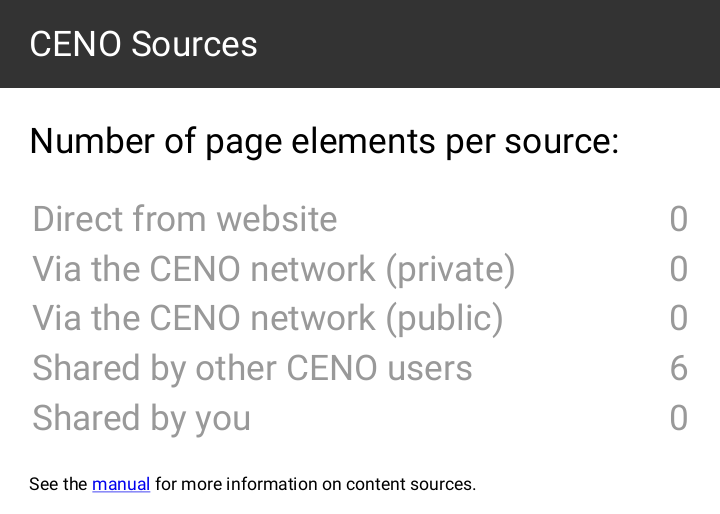 CENO Sources
Number of page elements per source:
Direct from website 0
Via the CENO network (private) 0
Via the CENO network (public) 0
Shared by other CENO users 6
Shared by you 0
See the manual for more information on content sources.